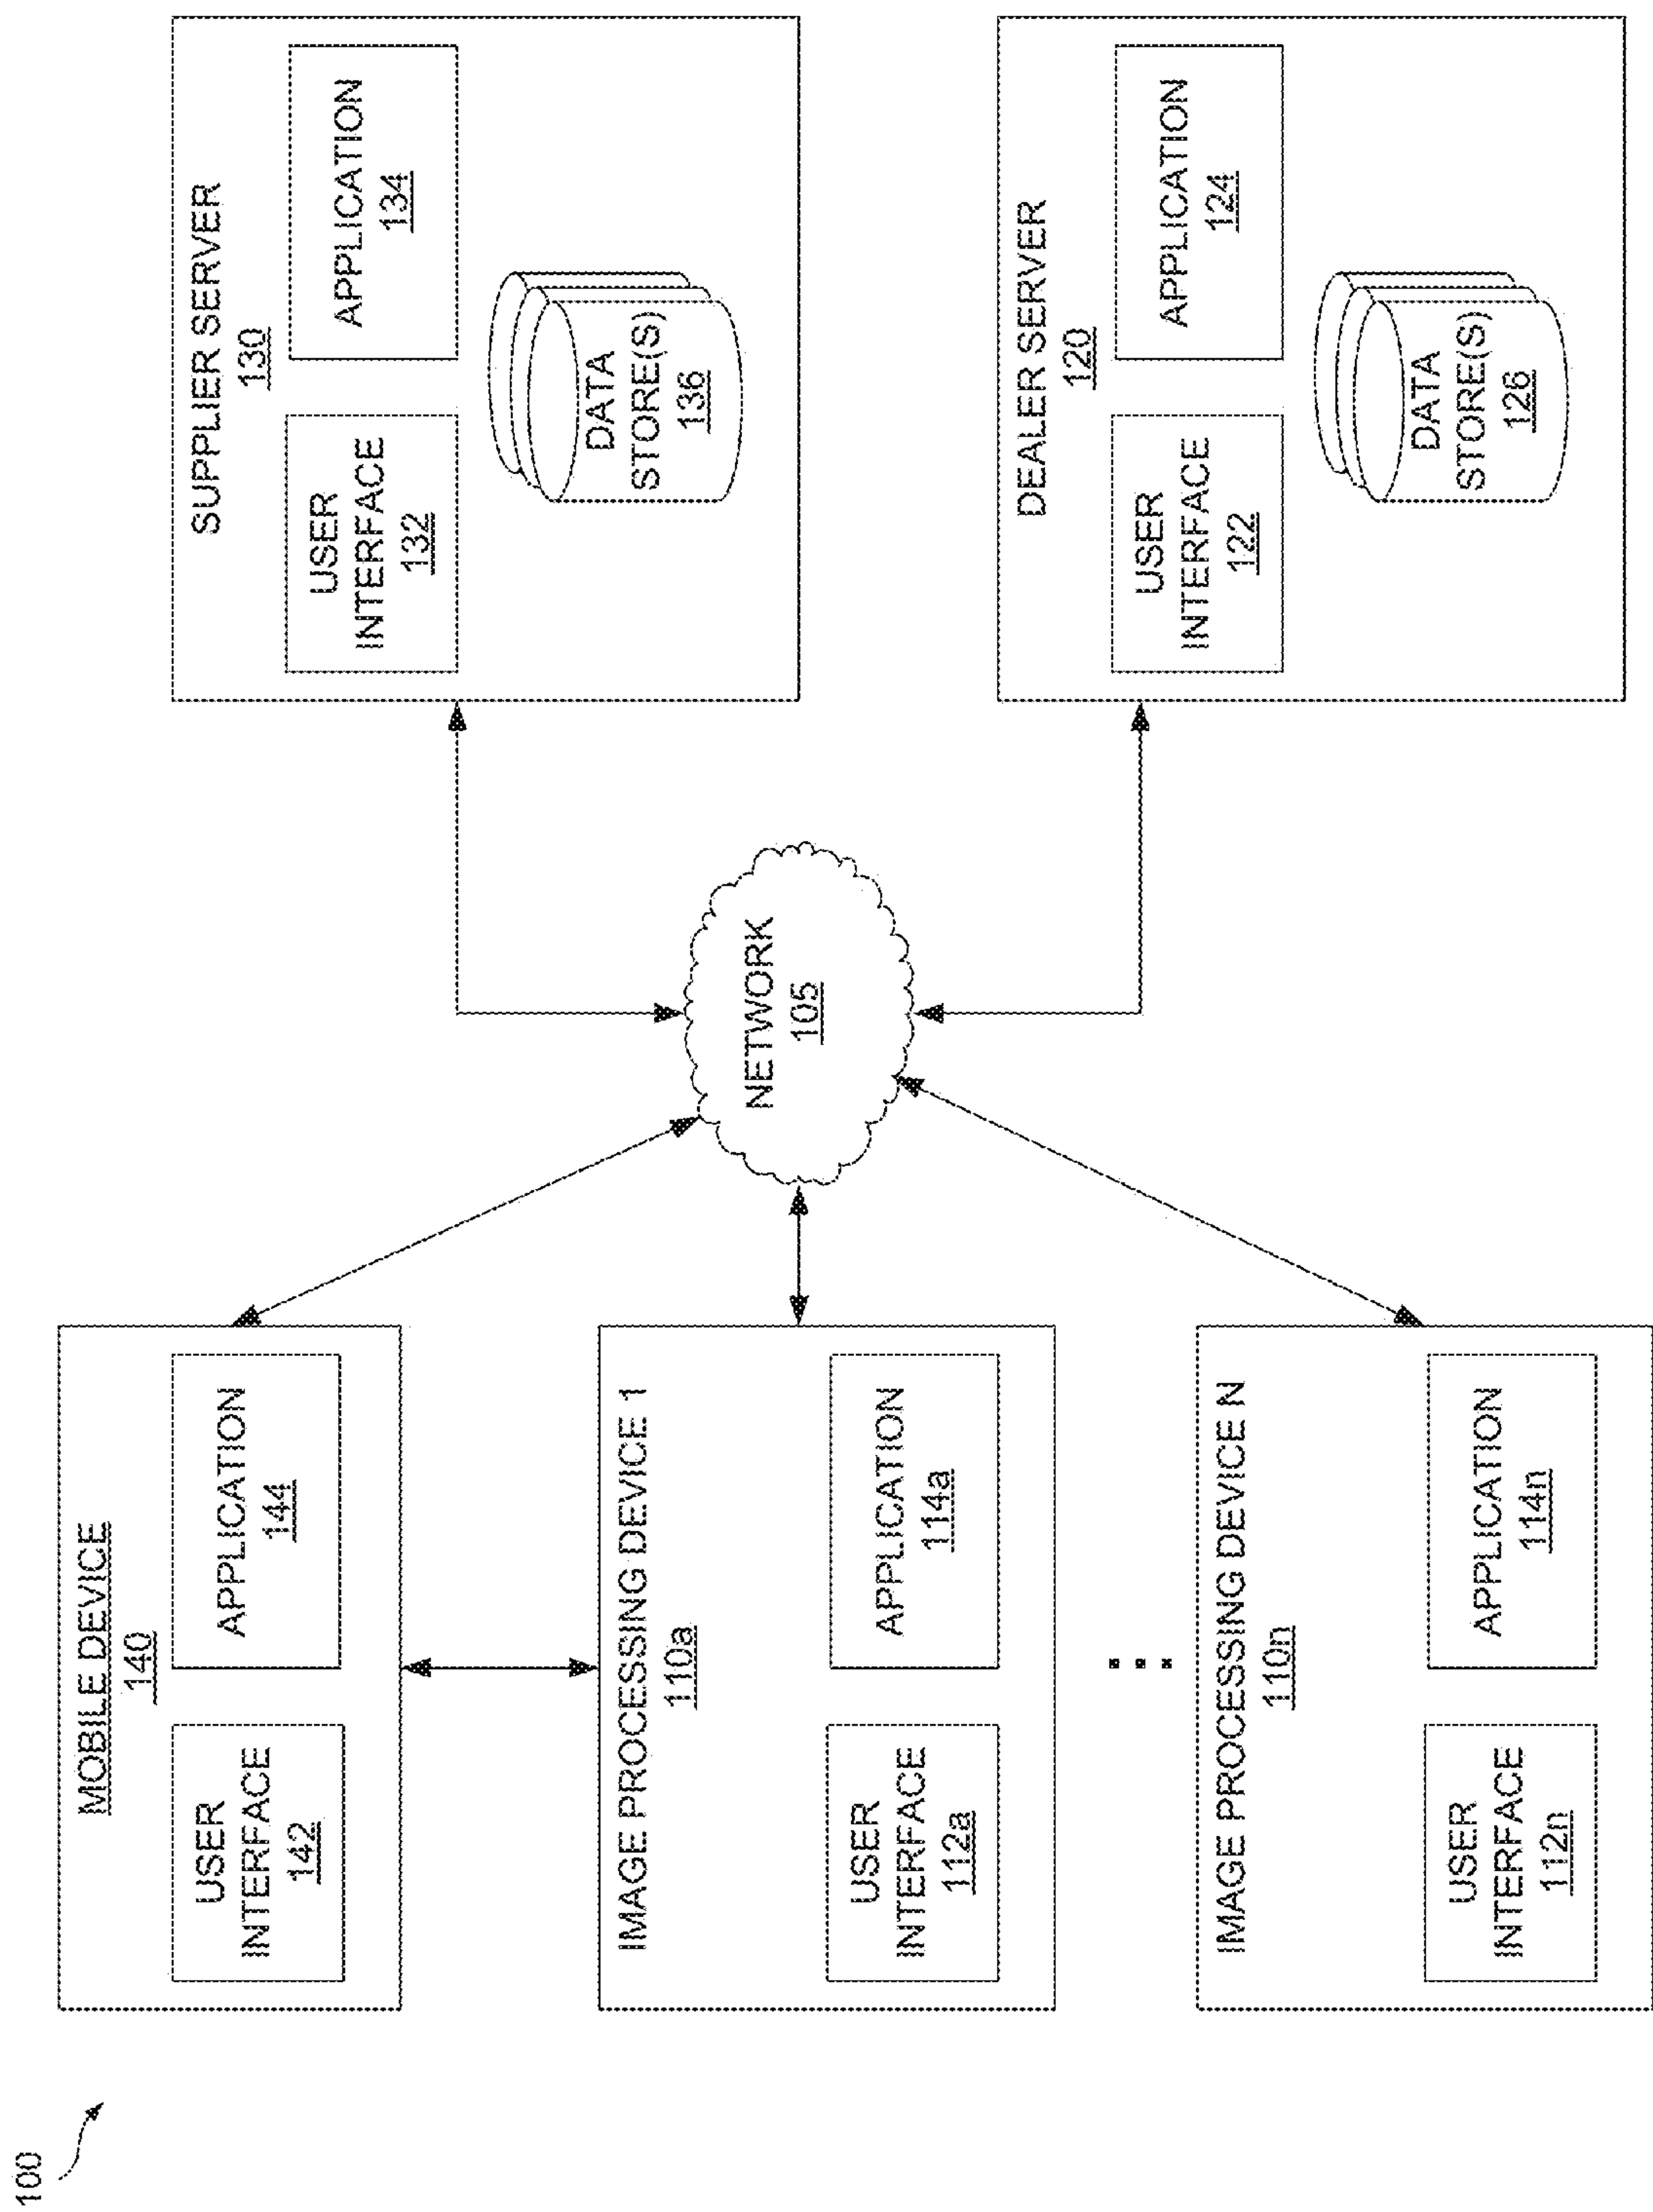 100
MOBILE DEVICE
140
USER
INTERFACE
142
APPLICATION
144
IMAGE PROCESSING DEVICE 1
110a
USER
INTERFACE
112a
APPLICATION
114a
IMAGE PROCESSING DEVICE N
110n
USER
INTERFACE
112n
APPLICATION
114n
NETWORK
105
SUPPLIER SERVER
130
USER
INTERFACE
132
APPLICATION
134
DATA
STORE(S)
136
DEALER SERVER
120
USER
INTERFACE
122
APPLICATION
124
DATA
STORE(S)
126